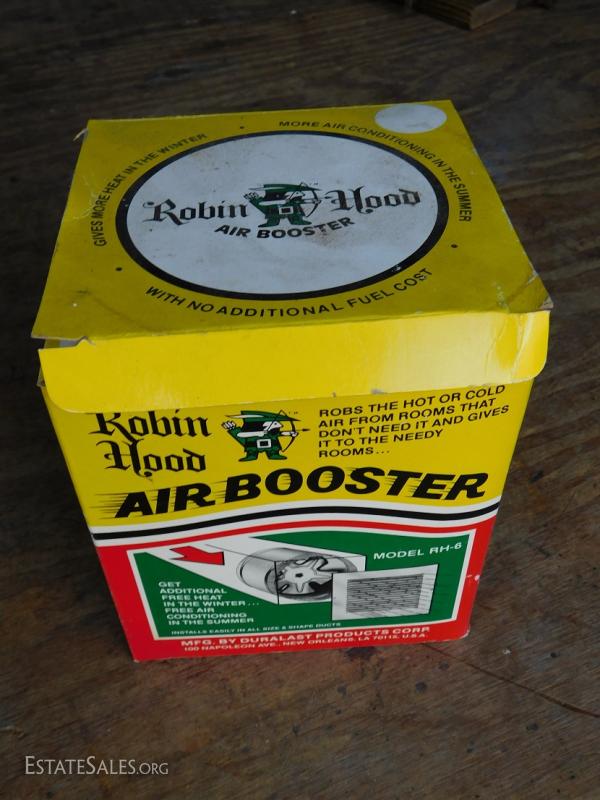 GIVES MORE HEAT IN THE WINTER
MORE AIR CONDITIONING IN THE SUMMER
Robin Hood
AIR BOOSTER
WITH NO ADDITIONAL FUEL COST
Robin
Hood
ROBS THE HOT OR COLD
AIR FROM ROOMS THAT
DON'T NEED IT AND GIVES
IT TO THE NEEDY
ROOMS...
AIR BOOSTER
MODEL RH-6
GET
ADDITIONAL
FREE HEAT
IN THE WINTER...
FREE AIR
CONDITIONING
IN THE SUMMER
INSTALLS EASILY IN ALL SIZE & SHAPE DUCTS
MFG. BY DURALAST PRODUCTS CORP.
100 NAPOLEON AVE., NEW ORLEANS, LA 70115, U.S.A.
ESTATESALES.ORG